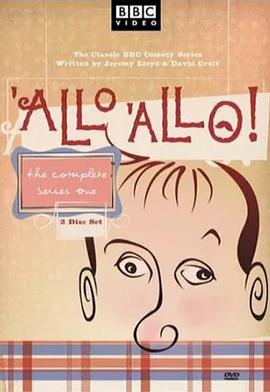 BBC
VIDEO
The Classic BBC Comedy Series
Written by Jeremy Lloyd & David Croft
'ALLO 'ALLO!
the complete
series one
2 Disc Set
DVD